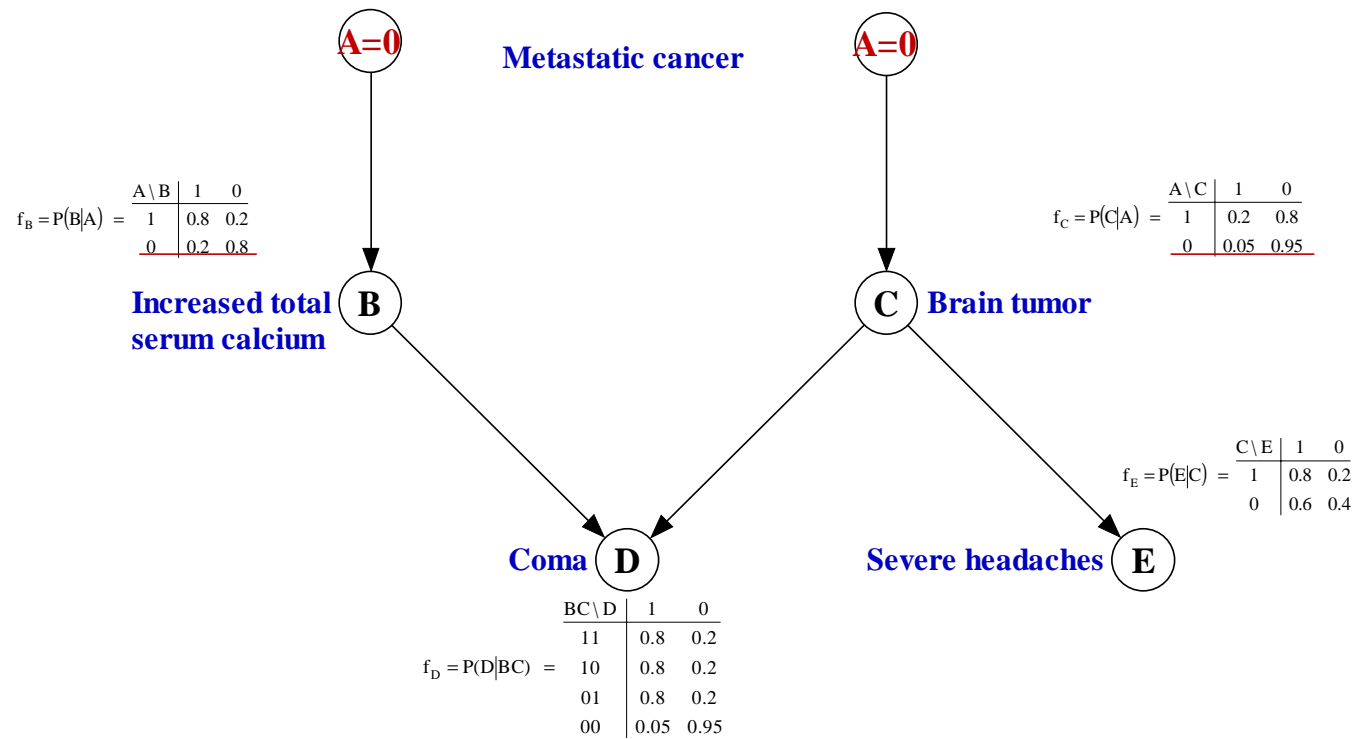 A=0
Metastatic cancer
A=0
A \ B 1 0
f_B = P(B|A) = 1 0.8 0.2
0 0.2 0.8
A \ C 1 0
f_C = P(C|A) = 1 0.2 0.8
0 0.05 0.95
Increased total
serum calcium
B
C
Brain tumor
C \ E 1 0
f_E = P(E|C) = 1 0.8 0.2
0 0.6 0.4
Coma
D
Severe headaches
E
BC \ D 1 0
11 0.8 0.2
f_D = P(D|BC) = 10 0.8 0.2
01 0.8 0.2
00 0.05 0.95